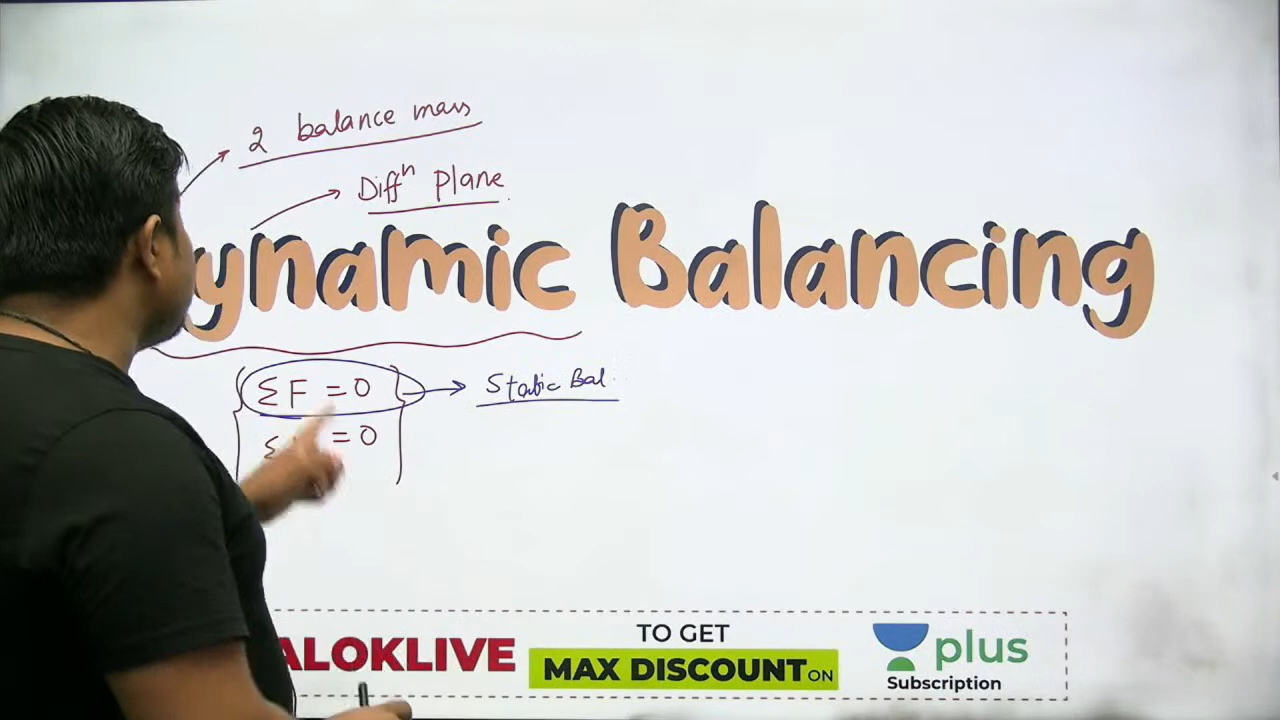 2 balance mass
Diffⁿ plane
ynamic Balancing
ΣF = 0
Static Bal.
Σ = 0
ALOKLIVE
TO GET
MAX DISCOUNT ON
plus
Subscription